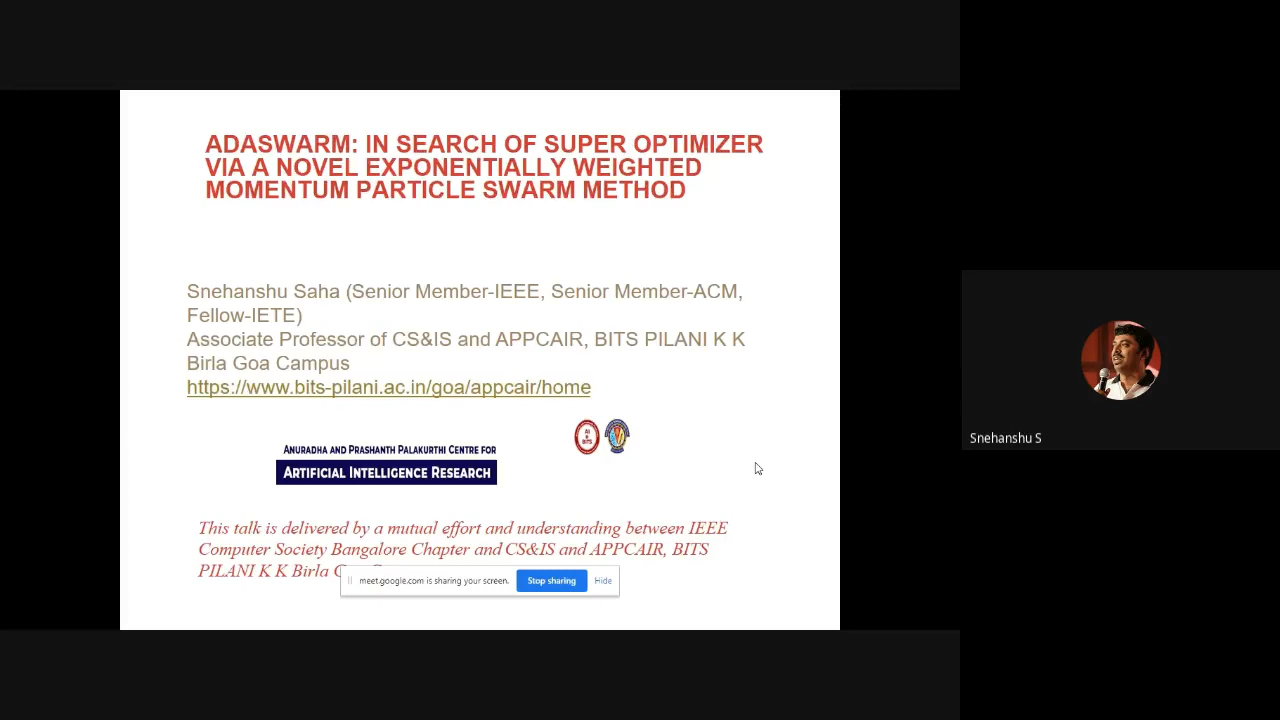 ADASWARM: IN SEARCH OF SUPER OPTIMIZER
VIA A NOVEL EXPONENTIALLY WEIGHTED
MOMENTUM PARTICLE SWARM METHOD
Snehanshu Saha (Senior Member-IEEE, Senior Member-ACM,
Fellow-IETE)
Associate Professor of CS&IS and APPCAIR, BITS PILANI K K
Birla Goa Campus
https://www.bits-pilani.ac.in/goa/appcair/home
ANURADHA AND PRASHANTH PALAKURTHI CENTRE FOR
ARTIFICIAL INTELLIGENCE RESEARCH
AI @ BITS
Snehanshu S
This talk is delivered by a mutual effort and understanding between IEEE
Computer Society Bangalore Chapter and CS&IS and APPCAIR, BITS
PILANI K K Birla
meet.google.com is sharing your screen.
Stop sharing
Hide